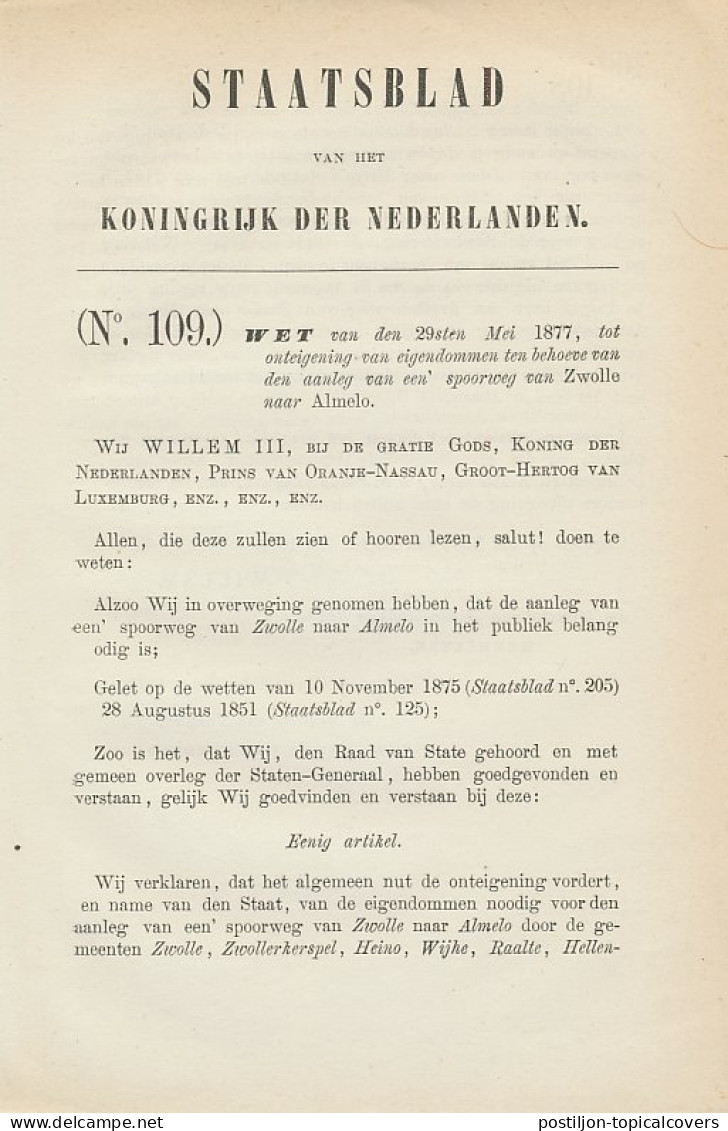 STAATSBLAD
VAN HET
KONINGRIJK DER NEDERLANDEN.
(N°. 109.) WET van den 29sten Mei 1877, tot
onteigening van eigendommen ten behoeve van
den aanleg van een' spoorweg van Zwolle
naar Almelo.
WIJ WILLEM III, BIJ DE GRATIE GODS, KONING DER
NEDERLANDEN, PRINS VAN ORANJE-NASSAU, GROOT-HERTOG VAN
LUXEMBURG, ENZ., ENZ., ENZ.
Allen, die deze zullen zien of hooren lezen, salut! doen te
weten:
Alzoo Wij in overweging genomen hebben, dat de aanleg van
een' spoorweg van Zwolle naar Almelo in het publiek belang
odig is;
Gelet op de wetten van 10 November 1875 (Staatsblad n°. 205)
28 Augustus 1851 (Staatsblad n°. 125);
Zoo is het, dat Wij, den Raad van State gehoord en met
gemeen overleg der Staten-Generaal, hebben goedgevonden en
verstaan, gelijk Wij goedvinden en verstaan bij deze:
Eenig artikel.
Wij verklaren, dat het algemeen nut de onteigening vordert,
en name van den Staat, van de eigendommen noodig voor den
aanleg van een' spoorweg van Zwolle naar Almelo door de ge-
meenten Zwolle, Zwollerkerspel, Heino, Wijhe, Raalte, Hellen-
delcampe.net
postiljon-topicalcovers